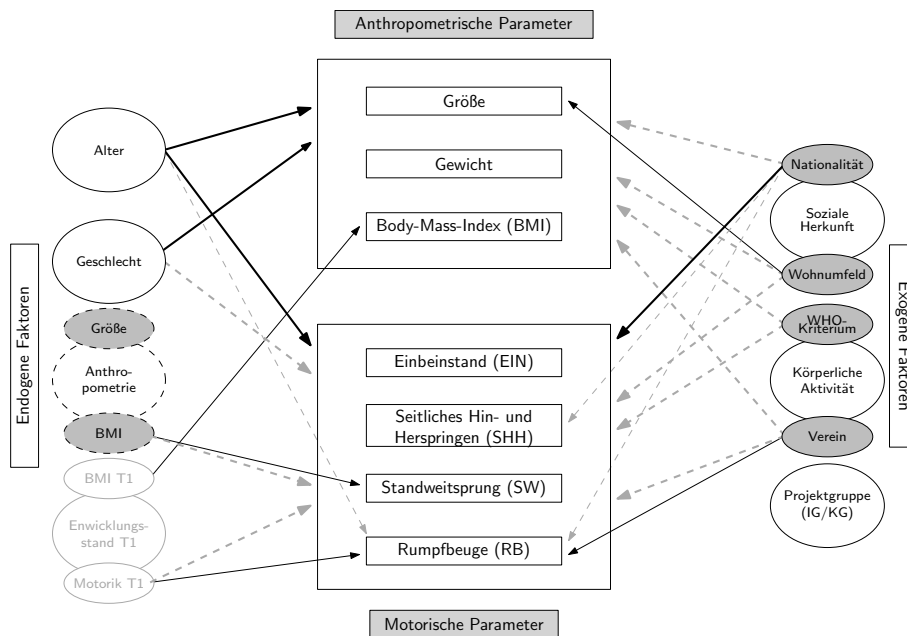 Anthropometrische Parameter
Größe
Gewicht
Body-Mass-Index (BMI)
Endogene Faktoren
Alter
Geschlecht
Größe
Anthro-
pometrie
BMI
BMI T1
Enwicklungs-
stand T1
Motorik T1
Einbeinstand (EIN)
Seitliches Hin- und
Herspringen (SHH)
Standweitsprung (SW)
Rumpfbeuge (RB)
Motorische Parameter
Nationalität
Soziale
Herkunft
Wohnumfeld
WHO-
Kriterium
Körperliche
Aktivität
Verein
Projektgruppe
(IG/KG)
Exogene Faktoren